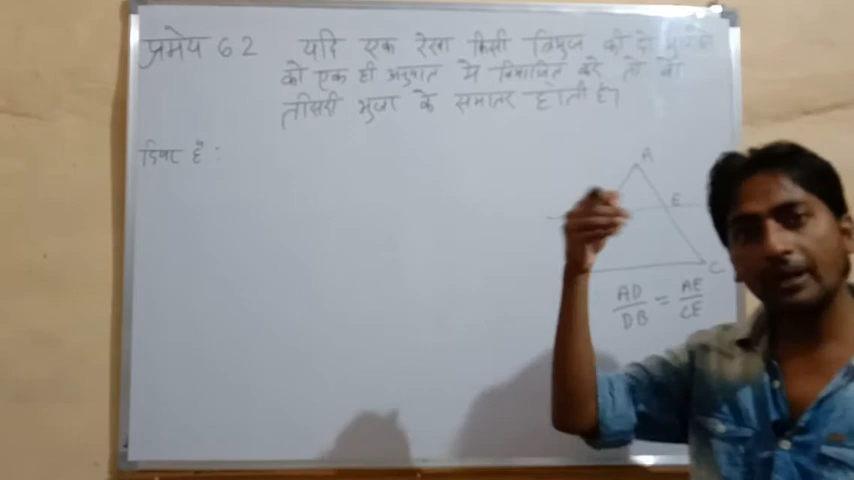 प्रमेय 62 यदि एक रेखा किसी त्रिभुज की दो
को एक ही अनुपात में विभाजित करे तो वो
तीसरी भुजा के समांतर होती है।
दिया है :
A
E
C
AD/DB = AE/CE